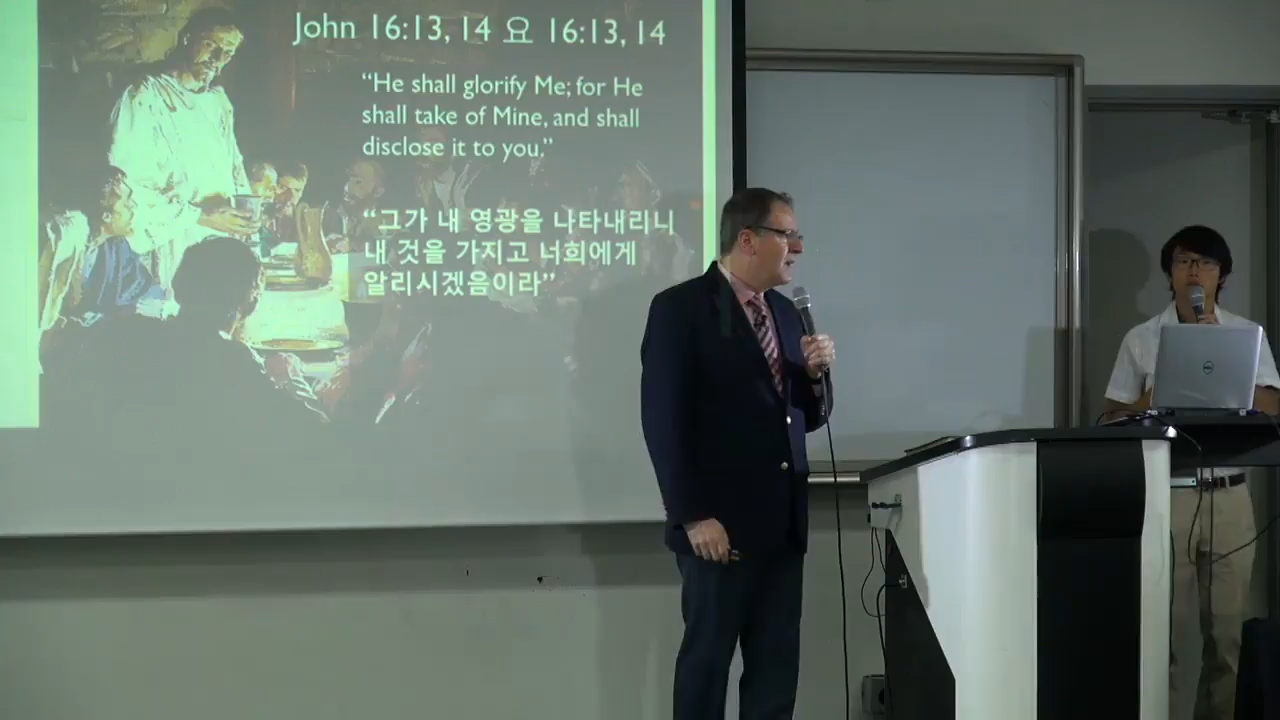 John 16:13, 14 요 16:13, 14
“He shall glorify Me; for He
shall take of Mine, and shall
disclose it to you,”
“그가 내 영광을 나타내리니
내 것을 가지고 너희에게
알리시겠음이라”
DELL